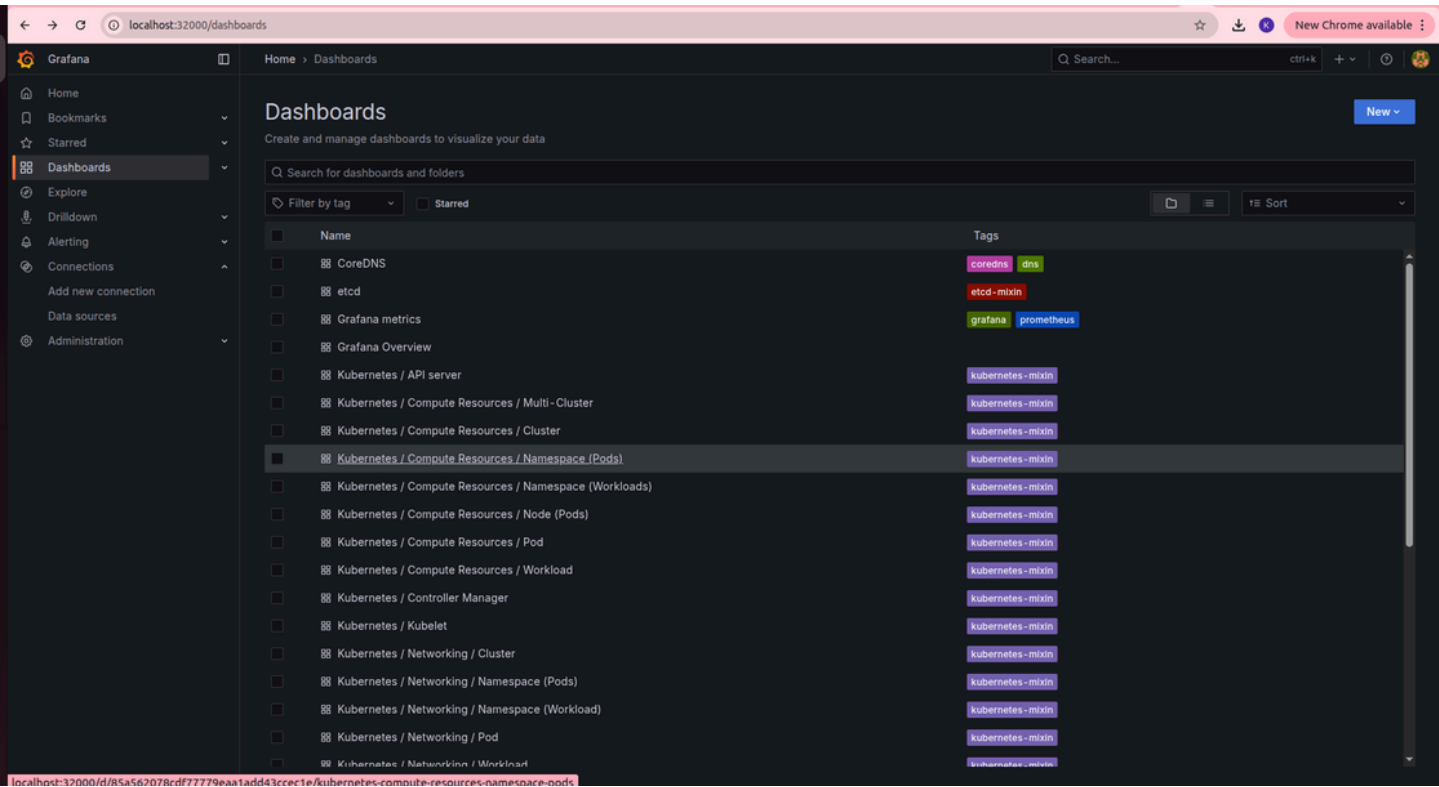 localhost:32000/dashboards
K
New Chrome available
Grafana
Home › Dashboards
Search...
ctrl+k
Home
Bookmarks
Starred
Dashboards
Explore
Drilldown
Alerting
Connections
Add new connection
Data sources
Administration
Dashboards
New
Create and manage dashboards to visualize your data
Search for dashboards and folders
Filter by tag
Starred
Sort
Name Tags
CoreDNS coredns dns
etcd etcd-mixin
Grafana metrics grafana prometheus
Grafana Overview
Kubernetes / API server kubernetes-mixin
Kubernetes / Compute Resources / Multi-Cluster kubernetes-mixin
Kubernetes / Compute Resources / Cluster kubernetes-mixin
Kubernetes / Compute Resources / Namespace (Pods) kubernetes-mixin
Kubernetes / Compute Resources / Namespace (Workloads) kubernetes-mixin
Kubernetes / Compute Resources / Node (Pods) kubernetes-mixin
Kubernetes / Compute Resources / Pod kubernetes-mixin
Kubernetes / Compute Resources / Workload kubernetes-mixin
Kubernetes / Controller Manager kubernetes-mixin
Kubernetes / Kubelet kubernetes-mixin
Kubernetes / Networking / Cluster kubernetes-mixin
Kubernetes / Networking / Namespace (Pods) kubernetes-mixin
Kubernetes / Networking / Namespace (Workload) kubernetes-mixin
Kubernetes / Networking / Pod kubernetes-mixin
Kubernetes / Networking / Workload kubernetes-mixin
localhost:32000/d/85a562078cdf77779eaa1add43ccec1e/kubernetes-compute-resources-namespace-pods